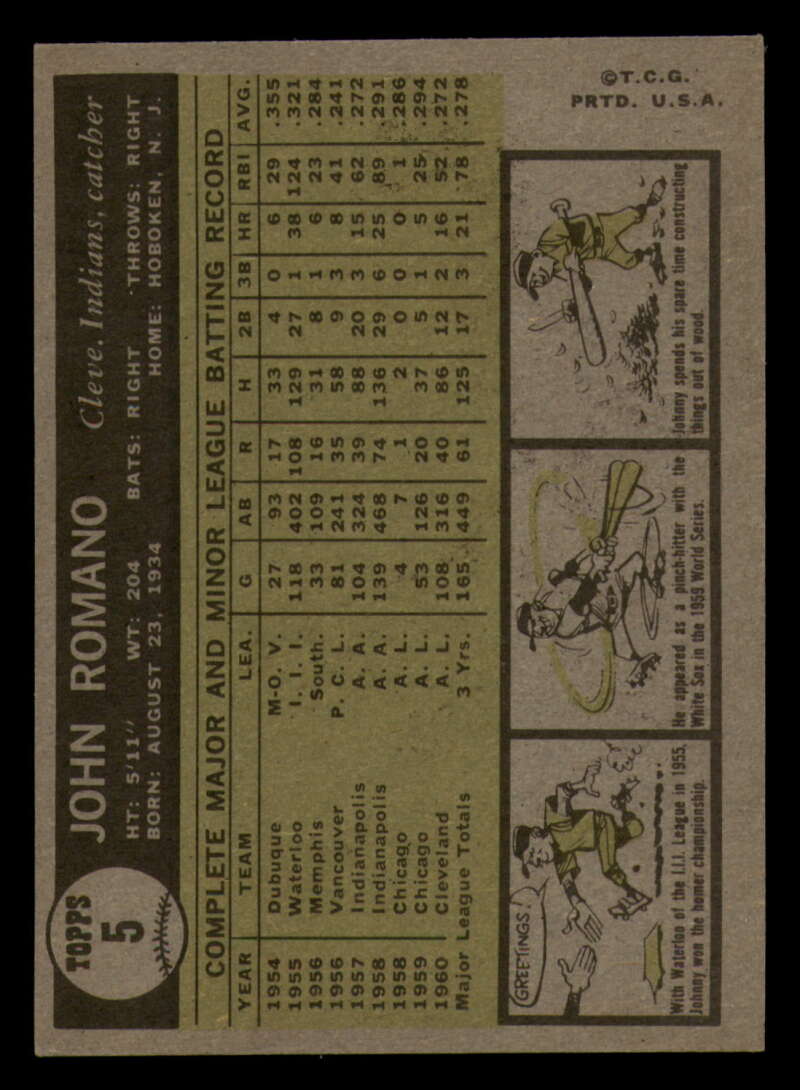 TOPPS
5
JOHN ROMANO Cleve. Indians, catcher
HT: 5'11" WT: 204 BATS: RIGHT THROWS: RIGHT
BORN: AUGUST 23, 1934 HOME: HOBOKEN, N. J.
COMPLETE MAJOR AND MINOR LEAGUE BATTING RECORD
YEAR TEAM LEA. G AB R H 2B 3B HR RBI AVG.
1954 Dubuque M-O. V. 27 93 17 33 4 0 6 29 .355
1955 Waterloo I. I. I. 118 402 108 129 27 1 38 124 .321
1956 Memphis South. 33 109 16 31 8 1 6 23 .284
1956 Vancouver P. C. L. 81 241 35 58 9 3 8 41 .241
1957 Indianapolis A. A. 104 324 39 88 20 3 15 62 .272
1958 Indianapolis A. A. 139 468 74 136 29 6 25 89 .291
1958 Chicago A. L. 4 7 1 2 0 0 0 1 .286
1959 Chicago A. L. 53 126 20 37 5 1 5 25 .294
1960 Cleveland A. L. 108 316 40 86 12 2 16 52 .272
Major League Totals 3 Yrs. 165 449 61 125 17 3 21 78 .278
GREETINGS!
With Waterloo of the I.I.I. League in 1955,
Johnny won the homer championship.
He appeared as a pinch-hitter with the
White Sox in the 1959 World Series.
Johnny spends his spare time constructing
things out of wood.
©T.C.G.
PRTD. U.S.A.